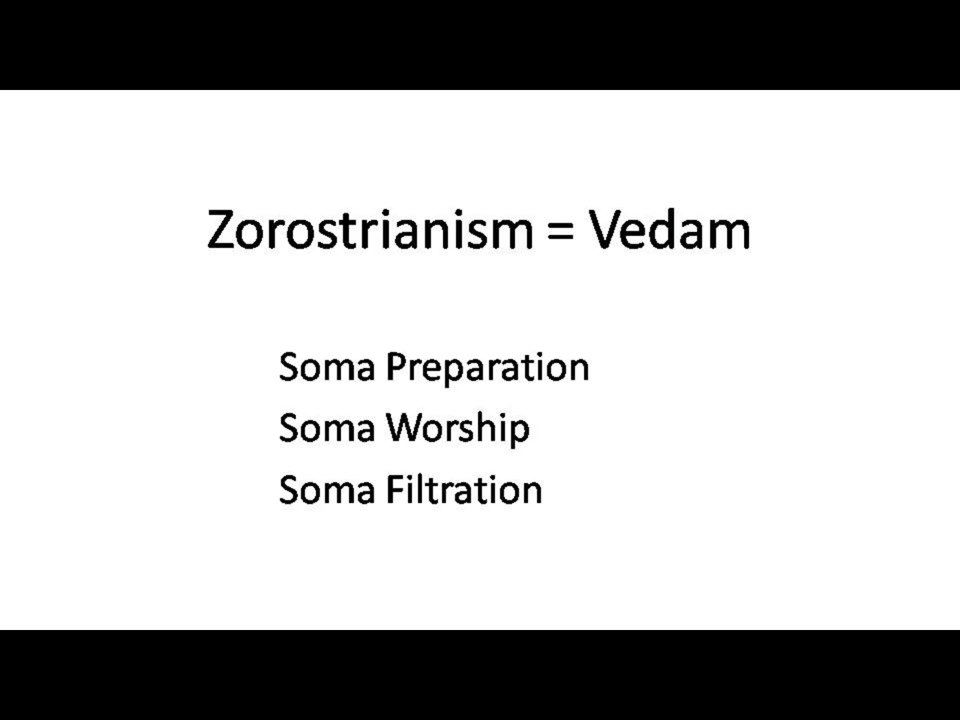 Zorostrianism = Vedam
Soma Preparation
Soma Worship
Soma Filtration